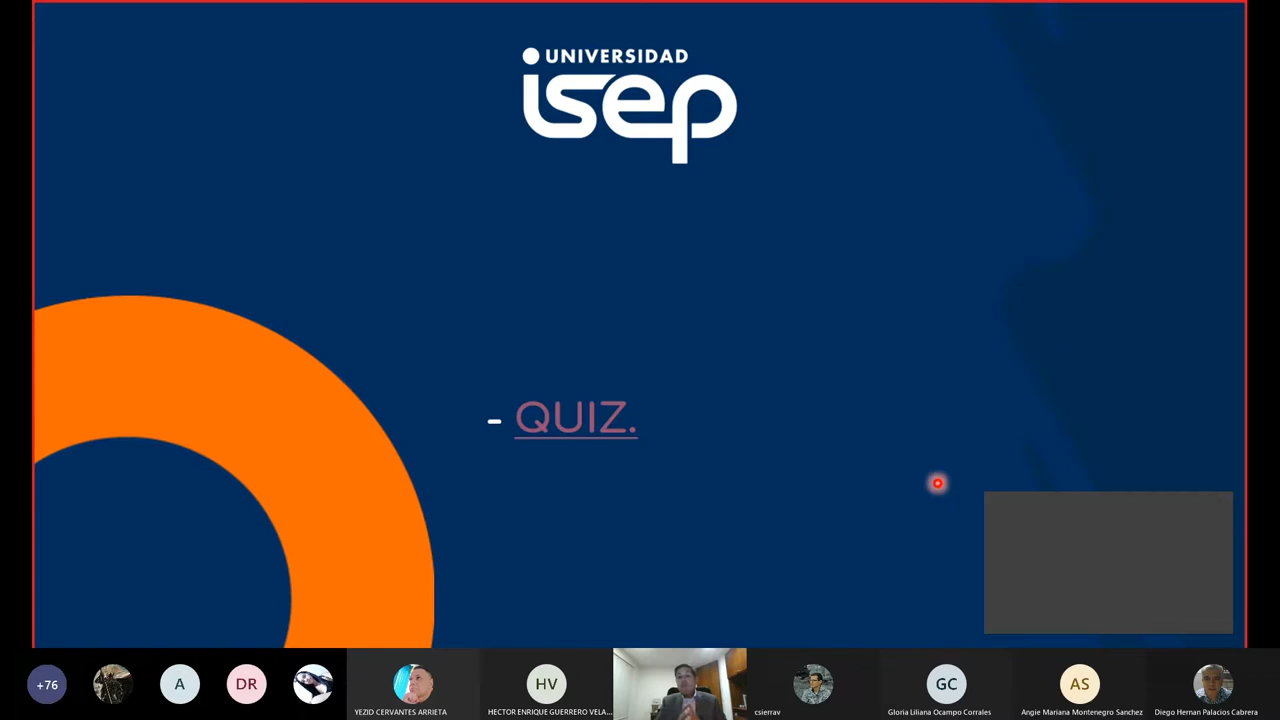 UNIVERSIDAD
isep
- QUIZ.
+76
A
DR
YEZID CERVANTES ARRIETA
HV
HECTOR ENRIQUE GUERRERO VELA...
csierrav
GC
Gloria Liliana Ocampo Corrales
AS
Angie Mariana Montenegro Sanchez
Diego Hernan Palacios Cabrera